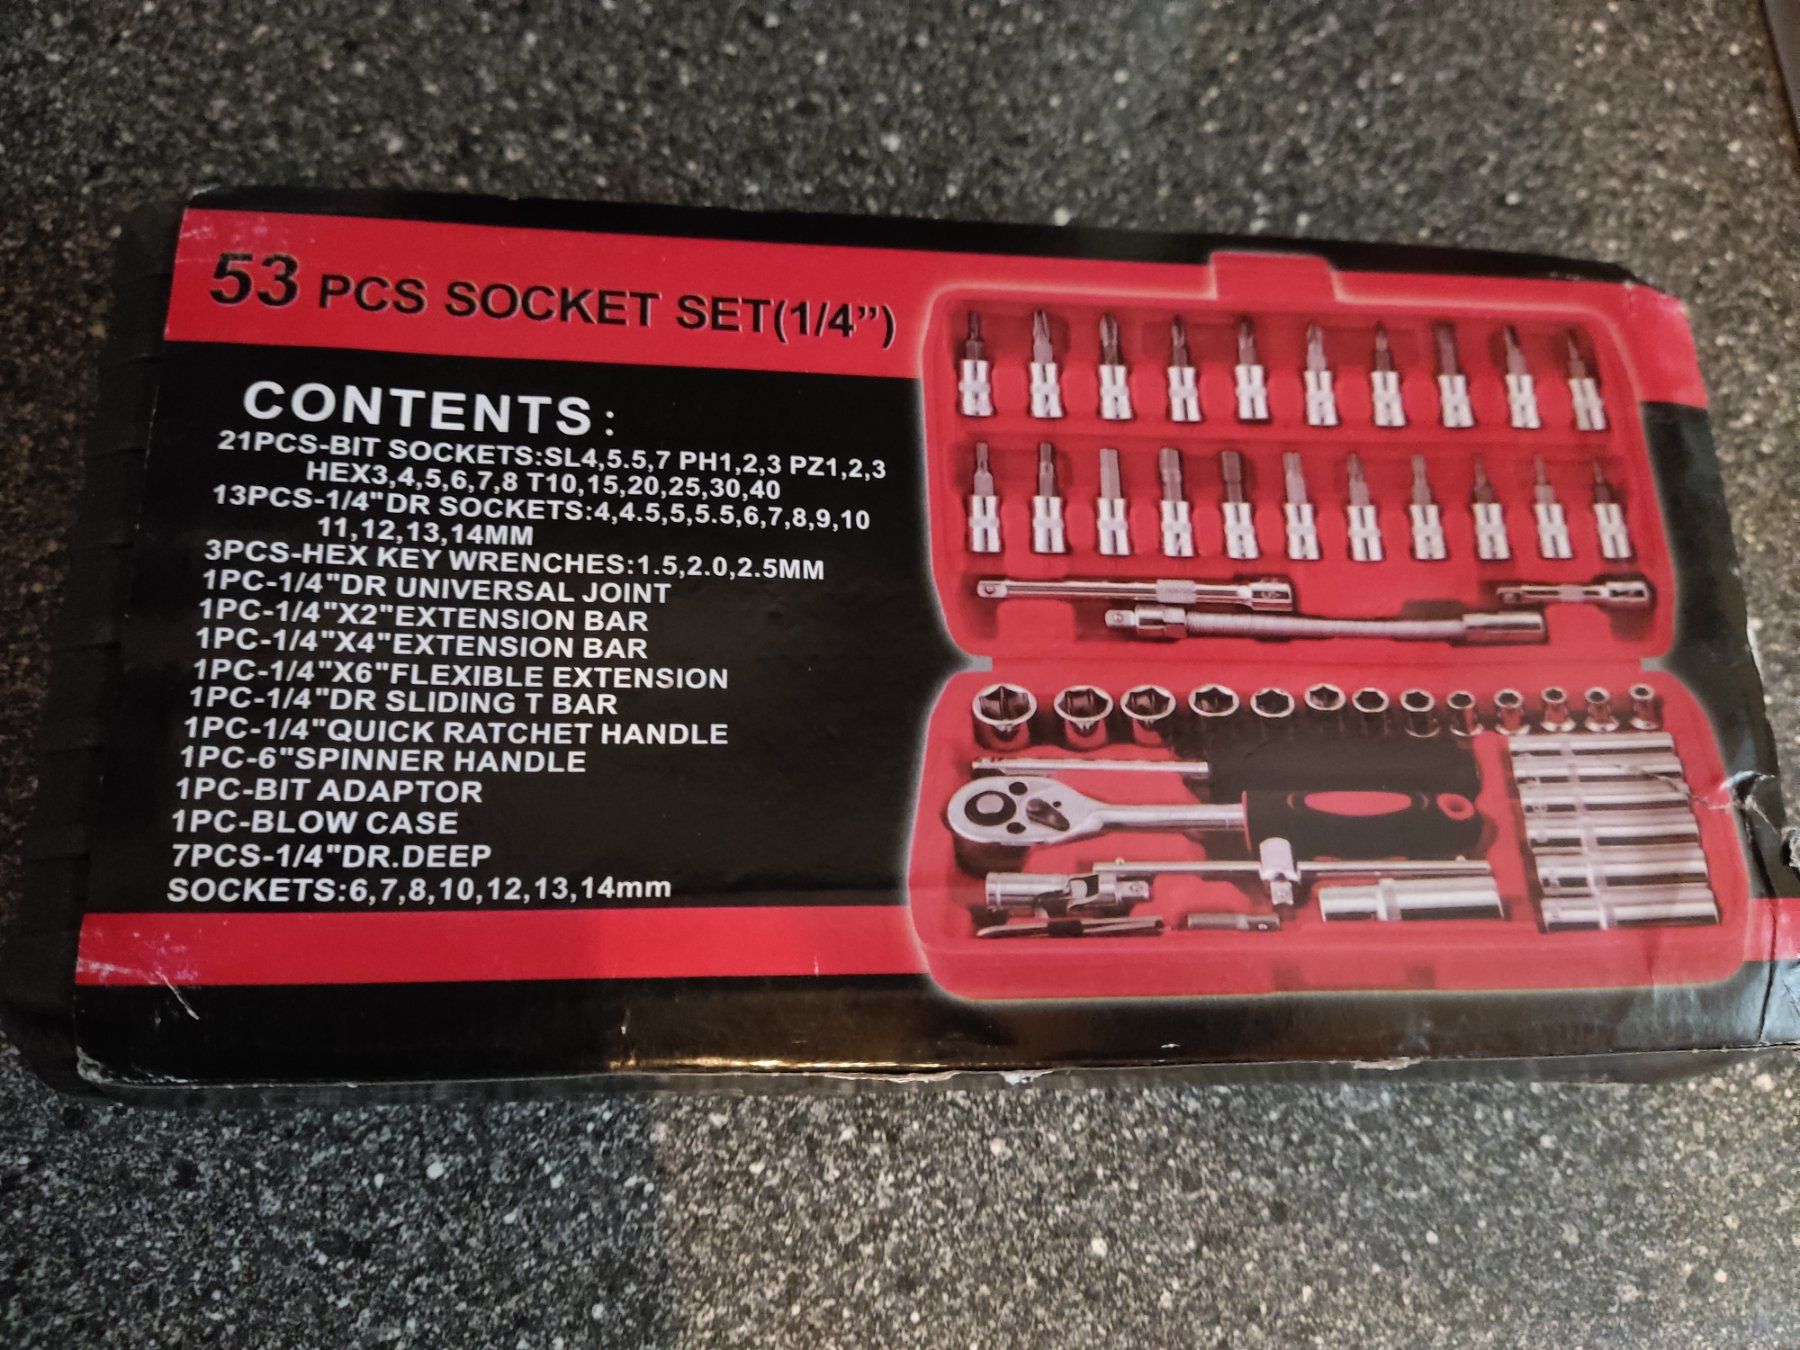 53 PCS SOCKET SET(1/4")
CONTENTS:
21PCS-BIT SOCKETS:SL4,5.5,7 PH1,2,3 PZ1,2,3
HEX3,4,5,6,7,8 T10,15,20,25,30,40
13PCS-1/4"DR SOCKETS:4,4.5,5,5.5,6,7,8,9,10
11,12,13,14MM
3PCS-HEX KEY WRENCHES:1.5,2.0,2.5MM
1PC-1/4"DR UNIVERSAL JOINT
1PC-1/4"X2"EXTENSION BAR
1PC-1/4"X4"EXTENSION BAR
1PC-1/4"X6"FLEXIBLE EXTENSION
1PC-1/4"DR SLIDING T BAR
1PC-1/4"QUICK RATCHET HANDLE
1PC-6"SPINNER HANDLE
1PC-BIT ADAPTOR
1PC-BLOW CASE
7PCS-1/4"DR.DEEP
SOCKETS:6,7,8,10,12,13,14mm